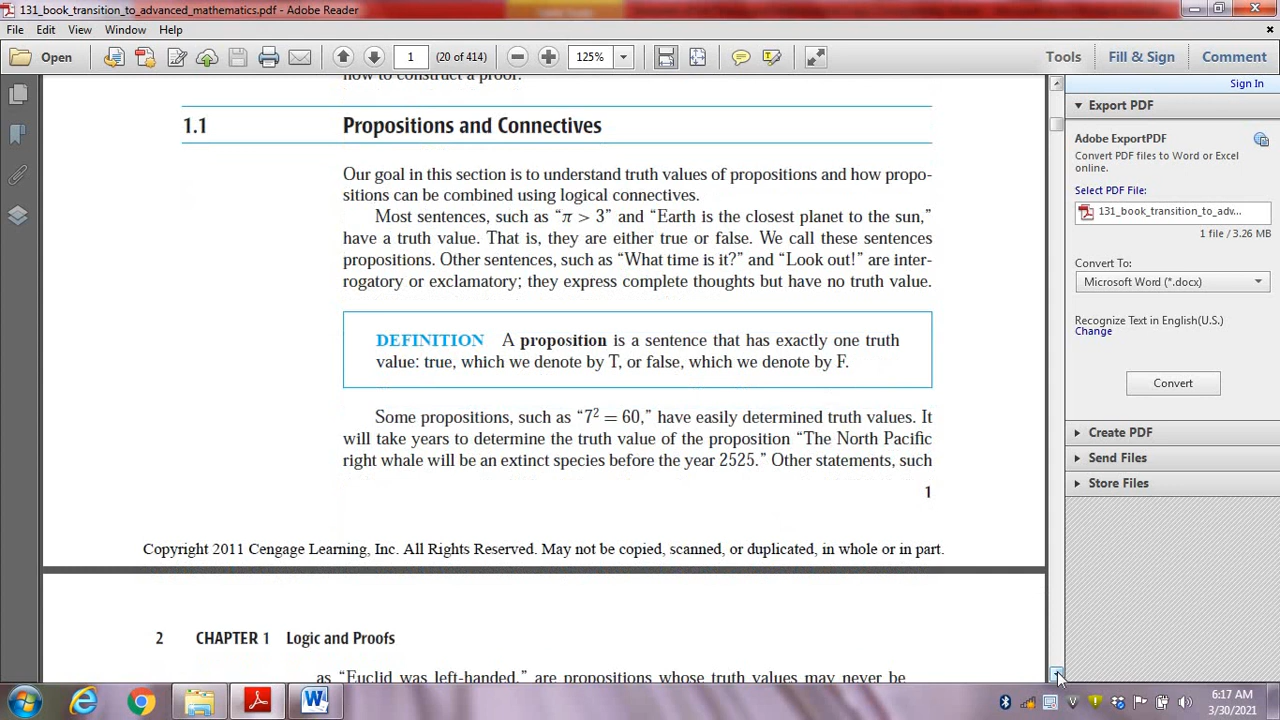 131_book_transition_to_advanced_mathematics.pdf - Adobe Reader
File Edit View Window Help
Open 1 (20 of 414) 125% Tools Fill & Sign Comment
Sign In
how to construct a proof.
1.1 Propositions and Connectives
Our goal in this section is to understand truth values of propositions and how propo-
sitions can be combined using logical connectives.
Most sentences, such as “π > 3” and “Earth is the closest planet to the sun,”
have a truth value. That is, they are either true or false. We call these sentences
propositions. Other sentences, such as “What time is it?” and “Look out!” are inter-
rogatory or exclamatory; they express complete thoughts but have no truth value.
DEFINITION A proposition is a sentence that has exactly one truth
value: true, which we denote by T, or false, which we denote by F.
Some propositions, such as “7² = 60,” have easily determined truth values. It
will take years to determine the truth value of the proposition “The North Pacific
right whale will be an extinct species before the year 2525.” Other statements, such
1
Copyright 2011 Cengage Learning, Inc. All Rights Reserved. May not be copied, scanned, or duplicated, in whole or in part.
2 CHAPTER 1 Logic and Proofs
as “Euclid was left-handed,” are propositions whose truth values may never be
Export PDF
Adobe ExportPDF
Convert PDF files to Word or Excel
online.
Select PDF File:
131_book_transition_to_adv...
1 file / 3.26 MB
Convert To:
Microsoft Word (*.docx)
Recognize Text in English(U.S.)
Change
Convert
Create PDF
Send Files
Store Files
6:17 AM
3/30/2021